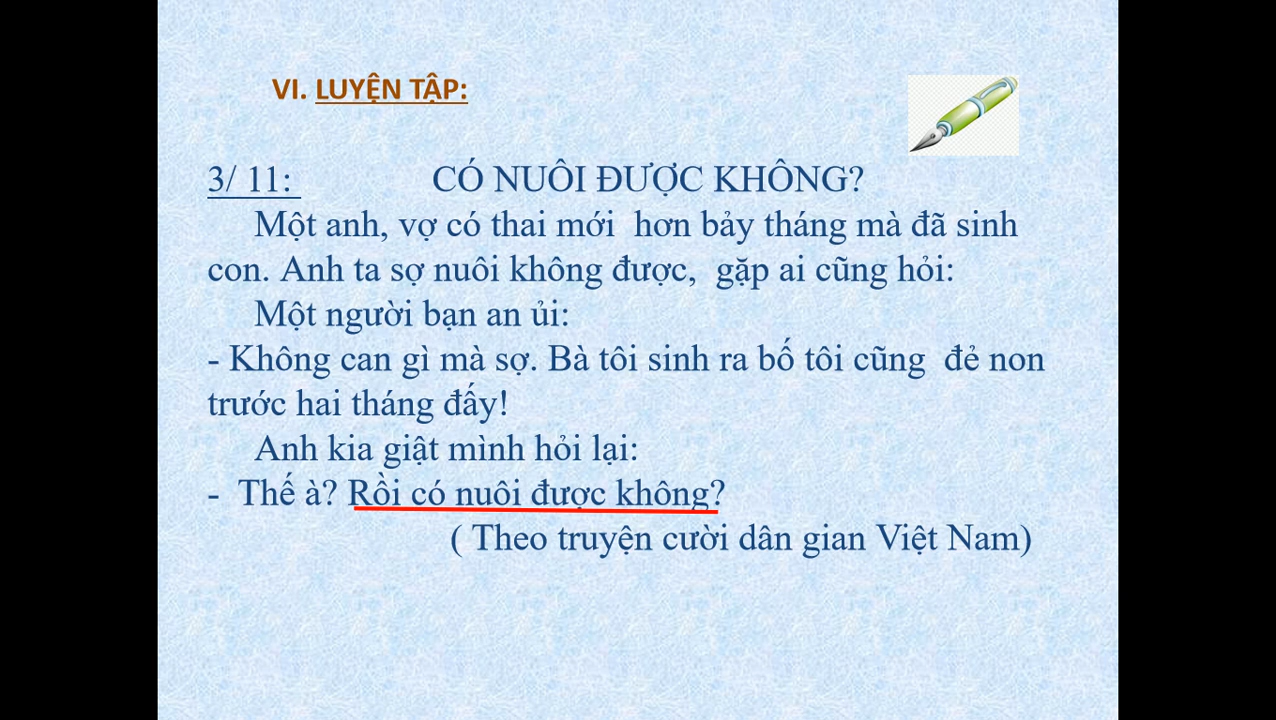 VI. LUYỆN TẬP:
3/ 11: CÓ NUÔI ĐƯỢC KHÔNG?
Một anh, vợ có thai mới hơn bảy tháng mà đã sinh
con. Anh ta sợ nuôi không được, gặp ai cũng hỏi:
Một người bạn an ủi:
- Không can gì mà sợ. Bà tôi sinh ra bố tôi cũng đẻ non
trước hai tháng đấy!
Anh kia giật mình hỏi lại:
- Thế à? Rồi có nuôi được không?
( Theo truyện cười dân gian Việt Nam)